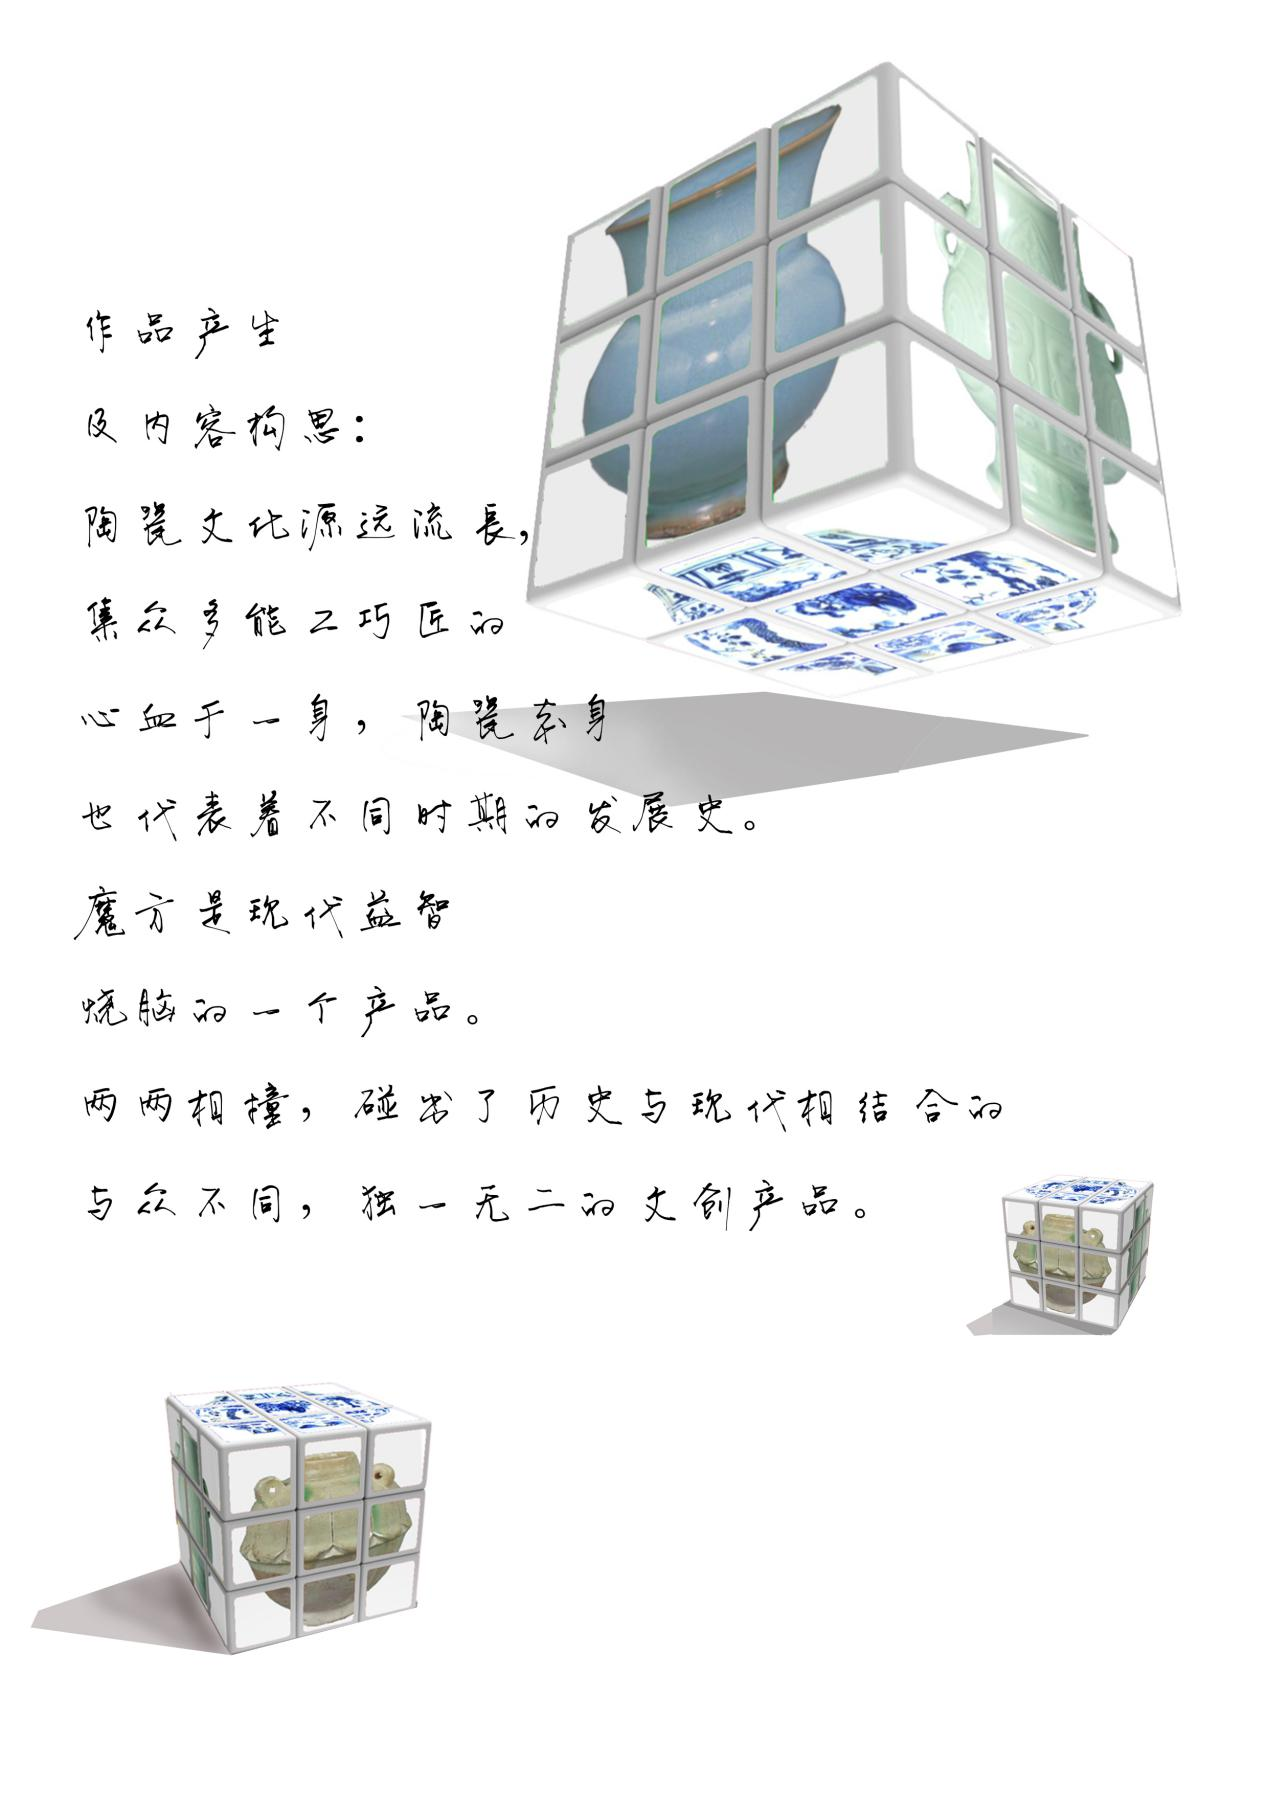 作品产生
及内容构思：
陶瓷文化源远流長，
集众多能工巧匠的
心血于一身，陶瓷本身
也代表着不同时期的发展史。
魔方是现代益智
烧脑的一个产品。
两两相撞，碰出了历史与现代相结合的
与众不同，独一无二的文创产品。